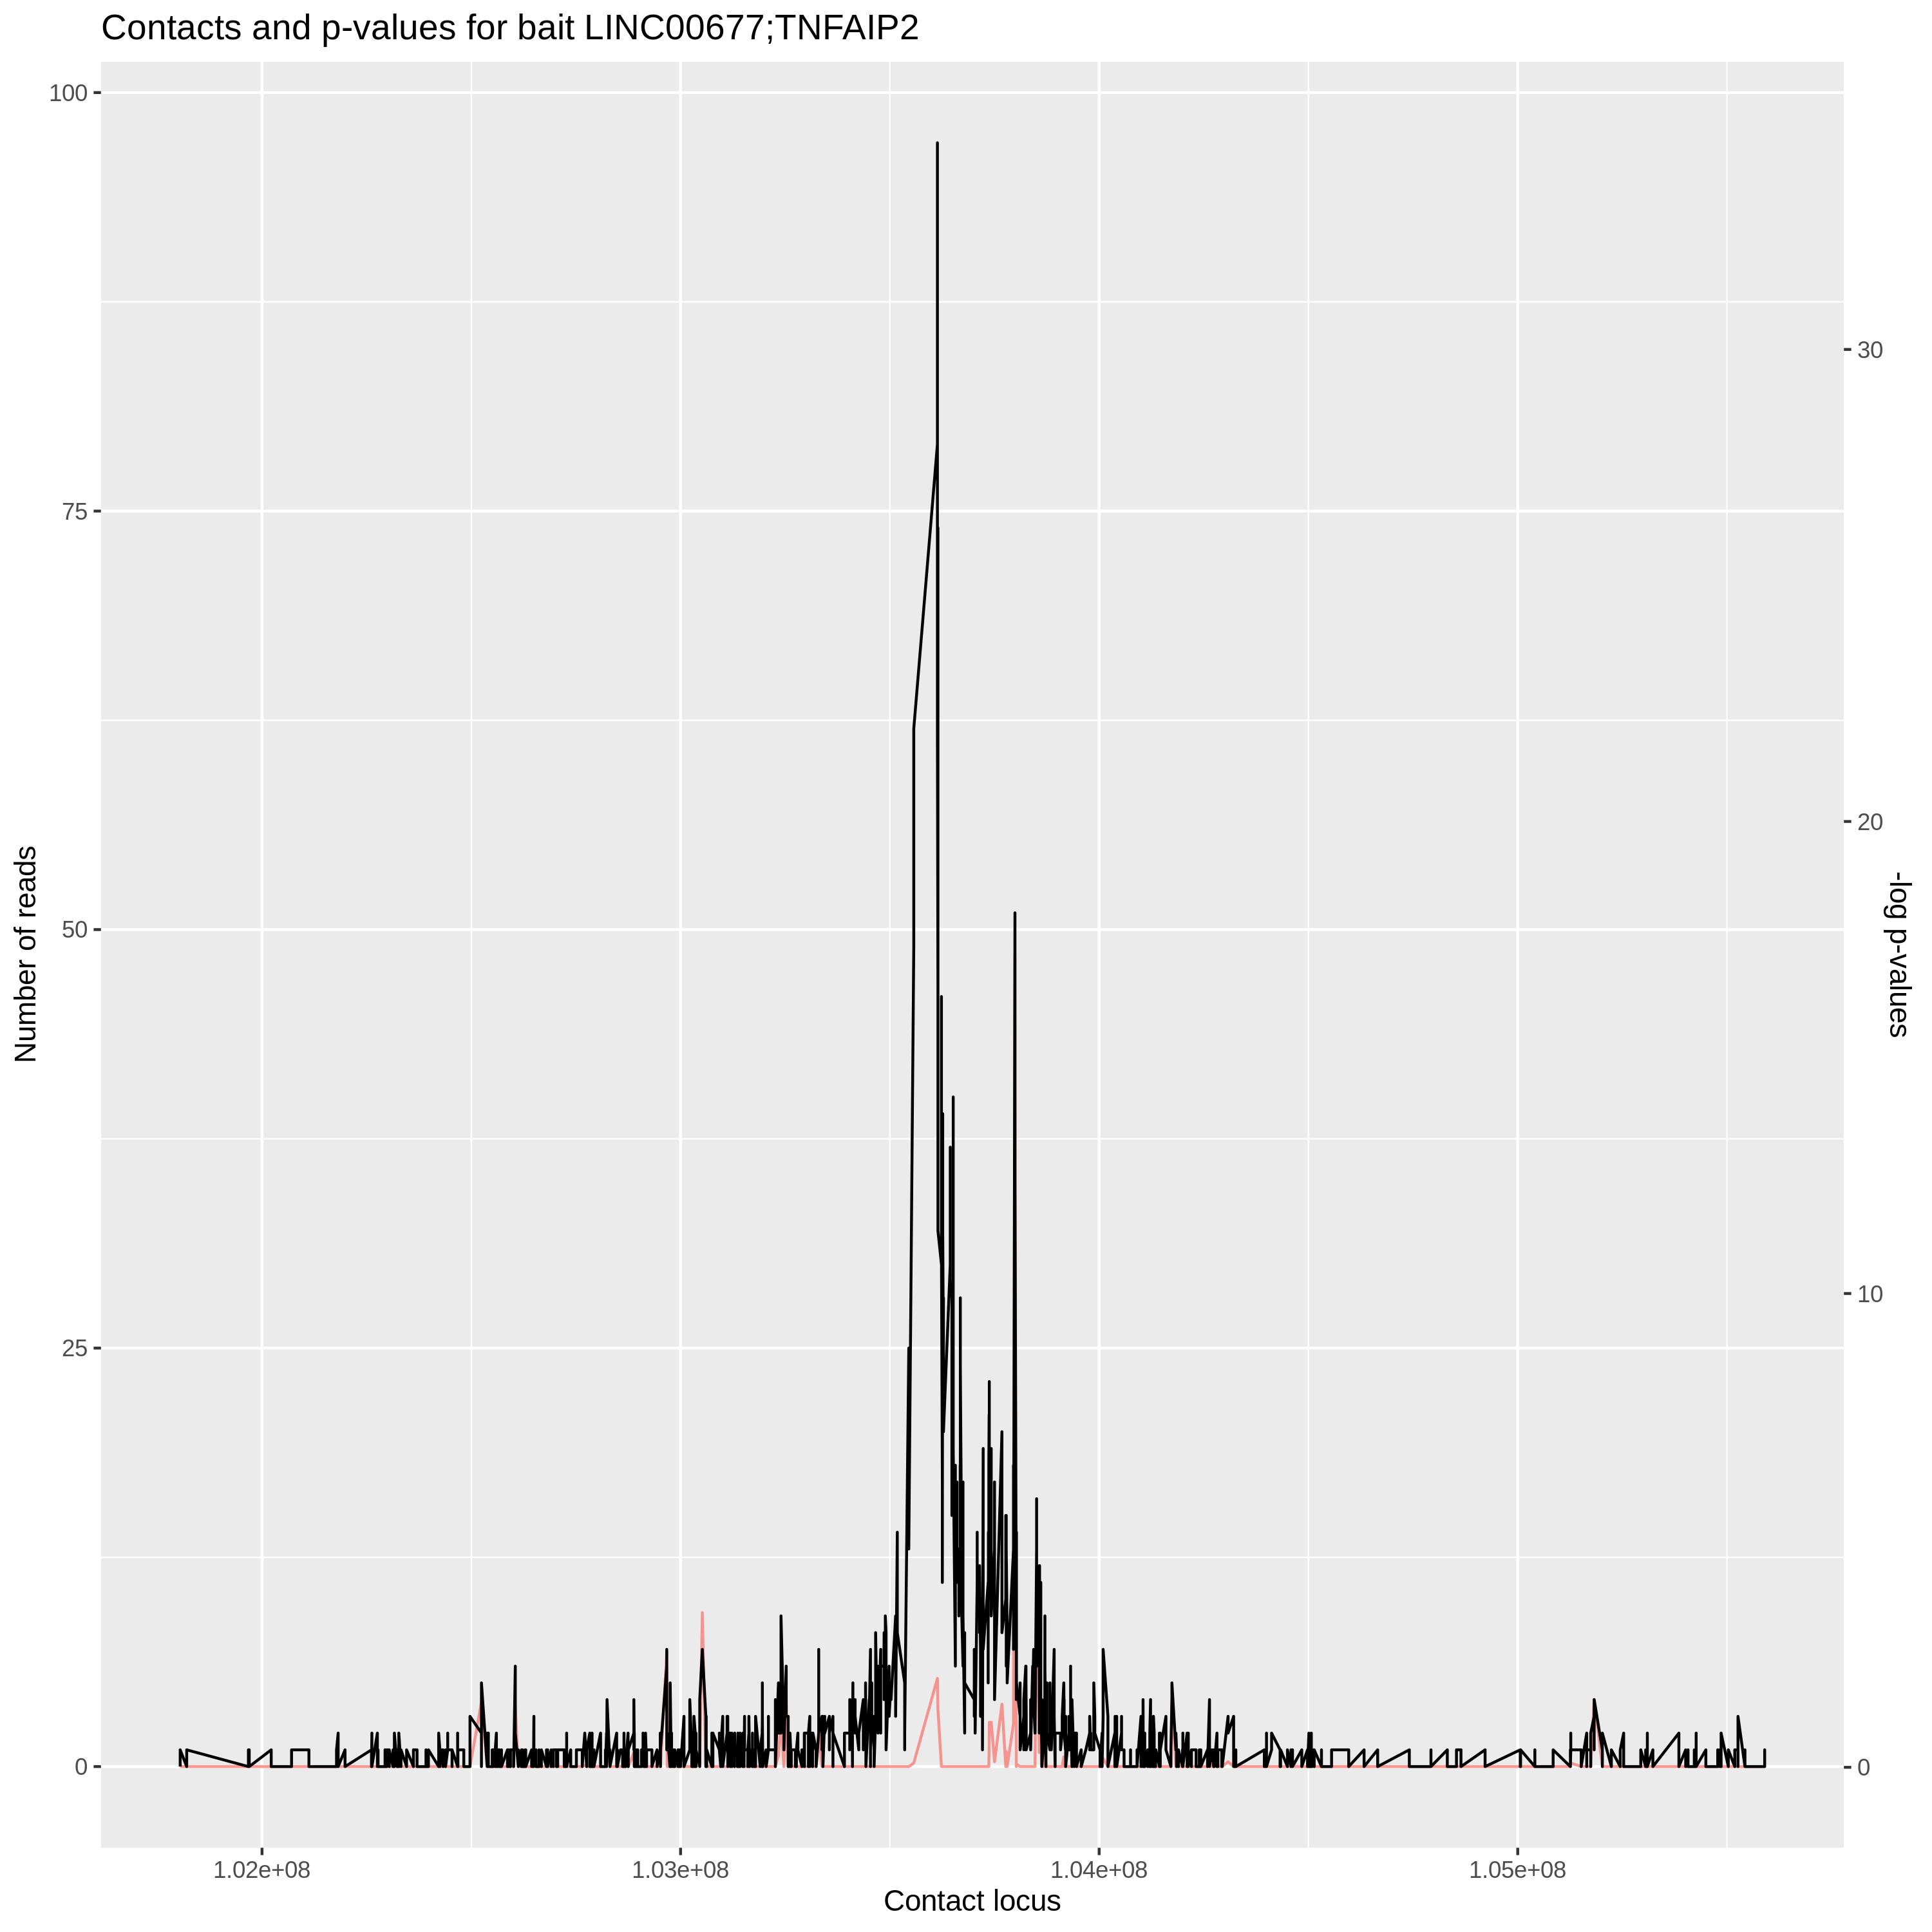 Contacts and p-values for bait LINC00677;TNFAIP2
100
75
50
25
0
Number of reads
30
20
10
0
-log p-values
1.02e+08 1.03e+08 1.04e+08 1.05e+08
Contact locus